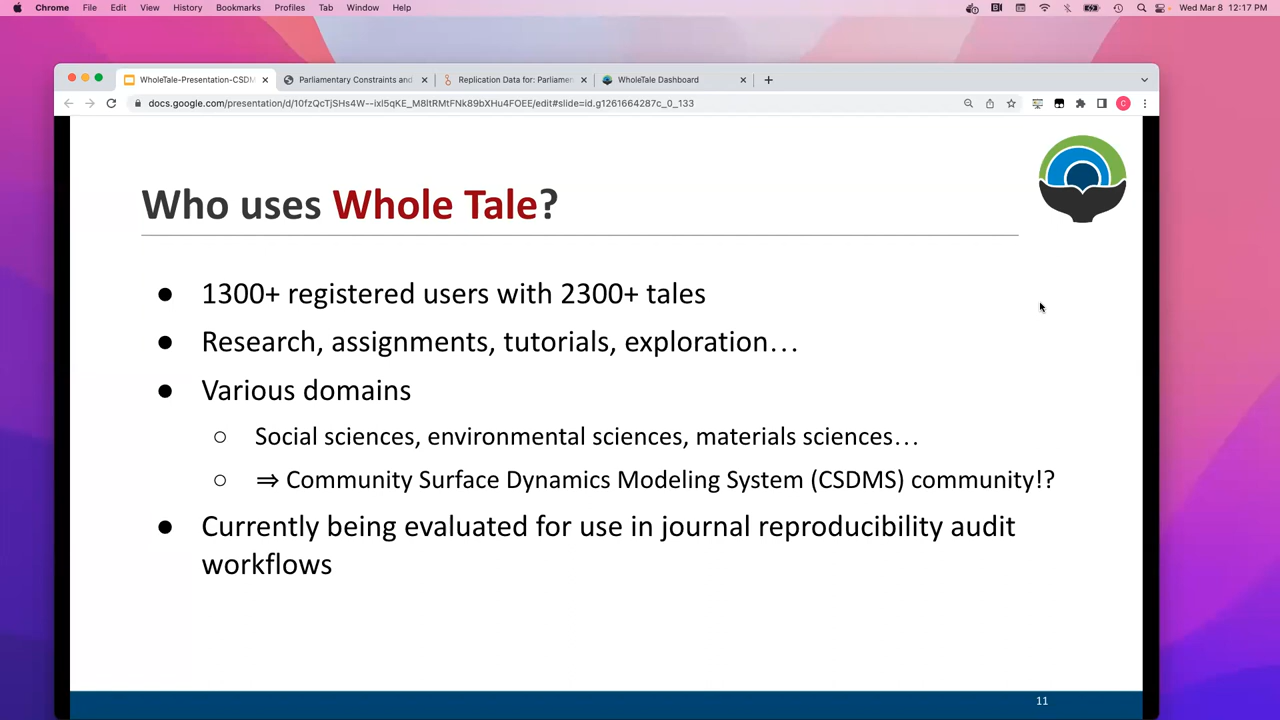 Chrome File Edit View History Bookmarks Profiles Tab Window Help Wed Mar 8 12:17 PM
WholeTale-Presentation-CSDM Parliamentary Constraints and Replication Data for: Parliamen WholeTale Dashboard
docs.google.com/presentation/d/10fzQcTjSHs4W--ixl5qKE_M8ltRMtFNk89bXHu4FOEE/edit#slide=id.g1261664287c_0_133
C
Who uses Whole Tale?
● 1300+ registered users with 2300+ tales
● Research, assignments, tutorials, exploration…
● Various domains
○ Social sciences, environmental sciences, materials sciences…
○ ⇒ Community Surface Dynamics Modeling System (CSDMS) community!?
● Currently being evaluated for use in journal reproducibility audit
workflows
11